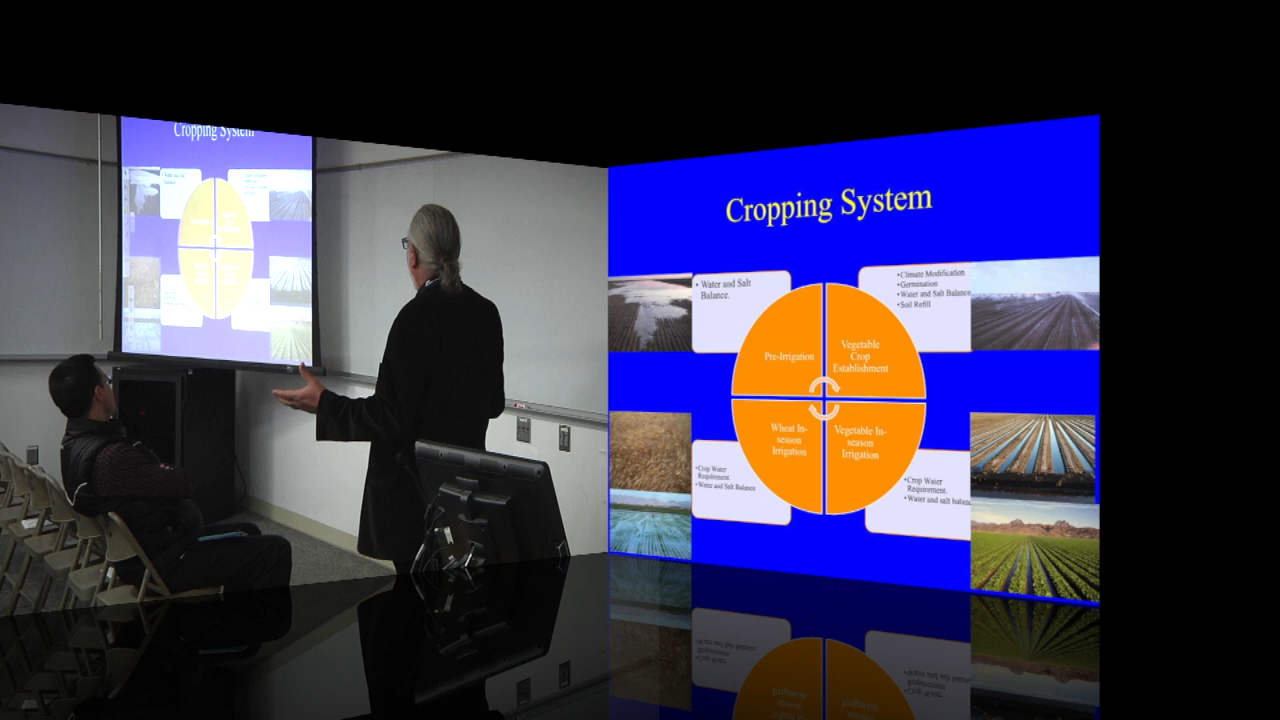 Cropping System
Cropping System
• Water and Salt
Balance.
• Climate Modification
• Germination
• Water and Salt Balance
• Soil Refill
Pre-Irrigation
Vegetable
Crop
Establishment
Wheat In-
season
Irrigation
Vegetable In-
season
Irrigation
• Crop Water
Requirement.
• Water and Salt Balance
• Crop Water
Requirement.
• Water and salt balanc